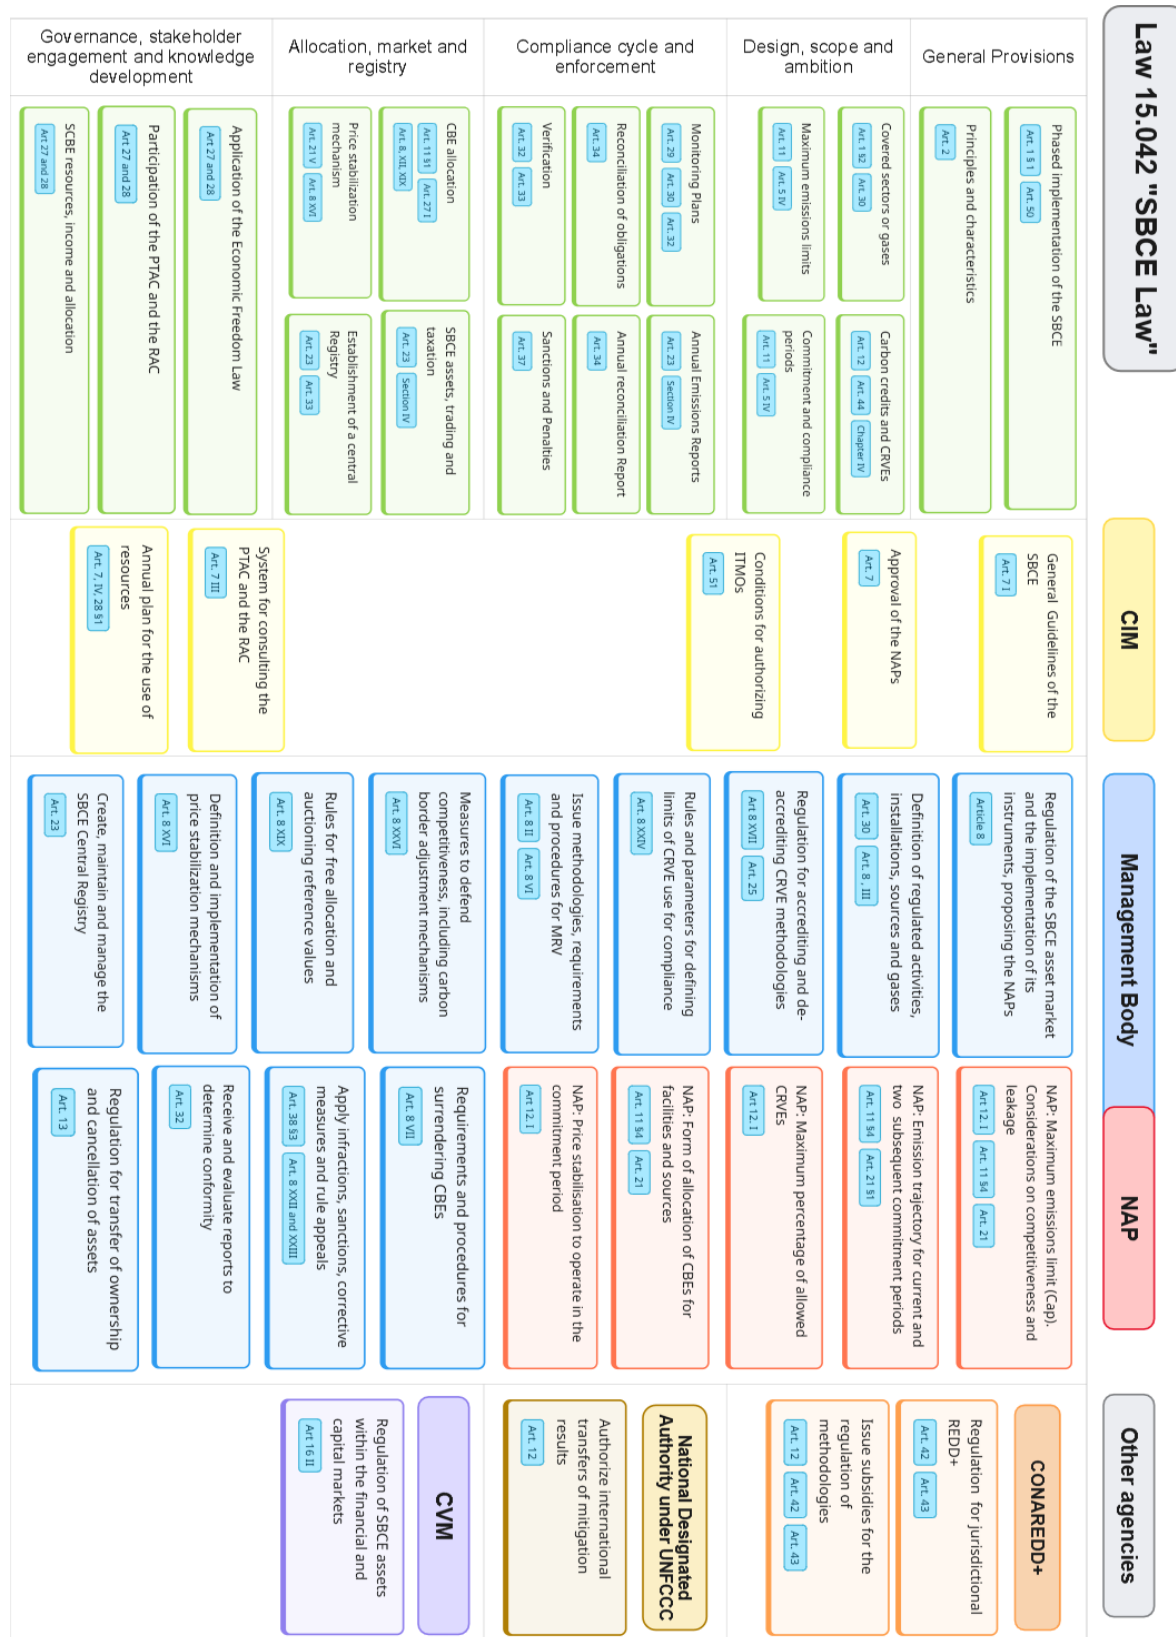 Governance, stakeholder
engagement and knowledge
development
Allocation, market and
registry
Compliance cycle and
enforcement
Design, scope and
ambition
General Provisions
Law 15.042 "SBCE Law"
Phased implementation of the SBCE
Art. 1 § 1
Art. 50
Principles and characteristics
Art. 2
Covered sectors or gases
Art. 1 §2
Art. 30
Carbon credits and CRVEs
Art. 12
Art. 44
Chapter IV
Maximum emissions limits
Art. 11
Art. 5 IV
Commitment and compliance
periods
Art. 11
Art. 5 IV
Monitoring Plans
Art. 29
Art. 30
Art. 32
Annual Emissions Reports
Art. 23
Section IV
Reconciliation of obligations
Art. 34
Annual reconciliation Report
Art. 34
Verification
Art. 32
Art. 33
Sanctions and Penalties
Art. 37
CBE allocation
Art. 11 §1
Art. 27 I
Art. 8, XII, XIX
SBCE assets, trading and
taxation
Art. 23
Section IV
Price stabilization
mechanism
Art. 21 V
Art. 8 XVI
Establishment of a central
Registry
Art. 23
Art. 33
Application of the Economic Freedom Law
Art 27 and 28
Participation of the PTAC and the RAC
Art 27 and 28
SCBE resources, income and allocation
Art 27 and 28
CIM
General Guidelines of the
SBCE
Art. 7 I
Approval of the NAPs
Art. 7
Conditions for authorizing
ITMOs
Art. 51
System for consulting the
PTAC and the RAC
Art. 7 III
Annual plan for the use of
resources
Art. 7, IV, 28 §1
Management Body
Regulation of the SBCE asset market
and the implementation of its
instruments, proposing the NAPs
Article 8
Definition of regulated activities,
installations, sources and gases
Art. 30
Art. 8 , III
Regulation for accrediting and de-
accrediting CRVE methodologies
Art 8 XVII
Art. 25
Rules and parameters for defining
limits of CRVE use for compliance
Art. 8 XXIV
Issue methodologies, requirements
and procedures for MRV
Art. 8 II
Art. 8 VI
Measures to defend
competitiveness, including carbon
border adjustment mechanisms
Art. 8 XXVI
Rules for free allocation and
auctioning reference values
Art. 8 XIX
Definition and implementation of
price stabilization mechanisms
Art. 8 XVI
Create, maintain and manage the
SBCE Central Registry
Art. 23
NAP
NAP: Maximum emissions limit (Cap).
Considerations on competitiveness and
leakage
Art 12. I
Art. 11 §4
Art. 21
NAP: Emission trajectory for current and
two subsequent commitment periods
Art. 11 §4
Art. 21 §1
NAP: Maximum percentage of allowed
CRVEs
Art 12. I
NAP: Form of allocation of CBEs for
facilities and sources
Art. 11 §4
Art. 21
NAP: Price stabilisation to operate in the
commitment period
Art 12. I
Requirements and procedures for
surrendering CBEs
Art. 8 VII
Apply infractions, sanctions, corrective
measures and rule appeals
Art. 38 §3
Art. 8 XXII and XXIII
Receive and evaluate reports to
determine conformity
Art. 32
Regulation for transfer of ownership
and cancellation of assets
Art. 13
Other agencies
CONAREDD+
Regulation for jurisdictional
REDD+
Art. 42
Art. 43
Issue subsidies for the
regulation of
methodologies
Art. 12
Art. 42
Art. 43
National Designated
Authority under UNFCCC
Authorize international
transfers of mitigation
results
Art. 12
CVM
Regulation of SBCE assets
within the financial and
capital markets
Art 16 II